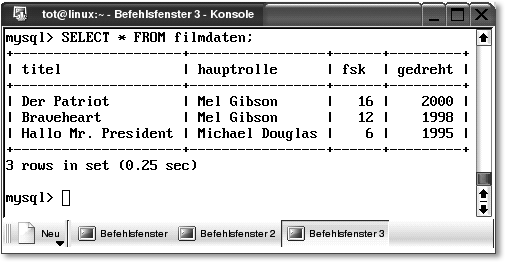 tot@linux:~ - Befehlsfenster 3 - Konsole
mysql> SELECT * FROM filmdaten;
+--------------------+-----------------+------+---------+
| titel              | hauptrolle      | fsk  | gedreht |
+--------------------+-----------------+------+---------+
| Der Patriot        | Mel Gibson      |   16 |    2000 |
| Braveheart         | Mel Gibson      |   12 |    1998 |
| Hallo Mr. President | Michael Douglas |    6 |    1995 |
+--------------------+-----------------+------+---------+
3 rows in set (0.25 sec)
mysql>
Neu Befehlsfenster Befehlsfenster 2 Befehlsfenster 3